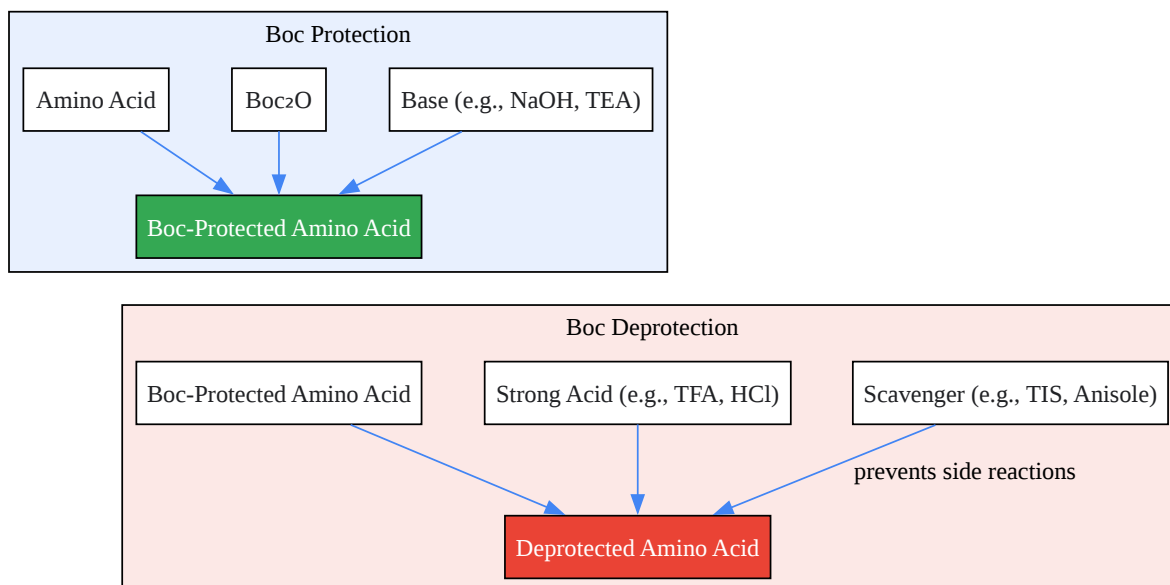 Boc Protection
Amino Acid
Boc₂O
Base (e.g., NaOH, TEA)
Boc-Protected Amino Acid
Boc Deprotection
Boc-Protected Amino Acid
Strong Acid (e.g., TFA, HCl)
Scavenger (e.g., TIS, Anisole)
prevents side reactions
Deprotected Amino Acid